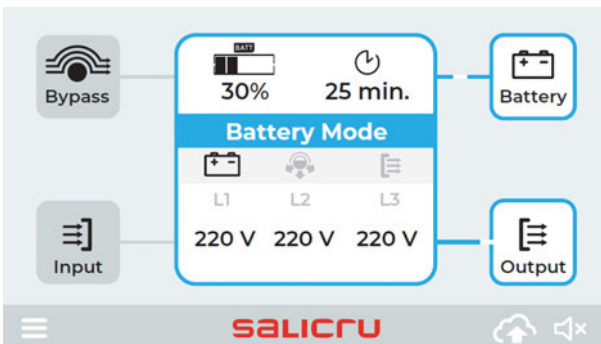 BATT
30%
25 min.
Bypass
Battery
Battery Mode
L1 L2 L3
220 V 220 V 220 V
Input
Output
SALICRU